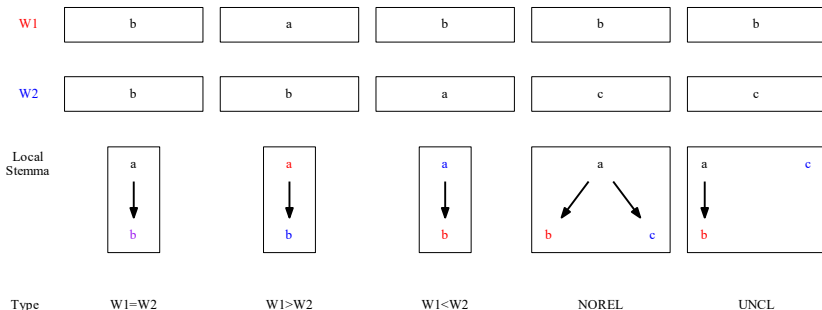 W1 b a b b b
W2 b b a c c
Local
Stemma
a a a a a c
b b b b c b
Type W1=W2 W1>W2 W1<W2 NOREL UNCL